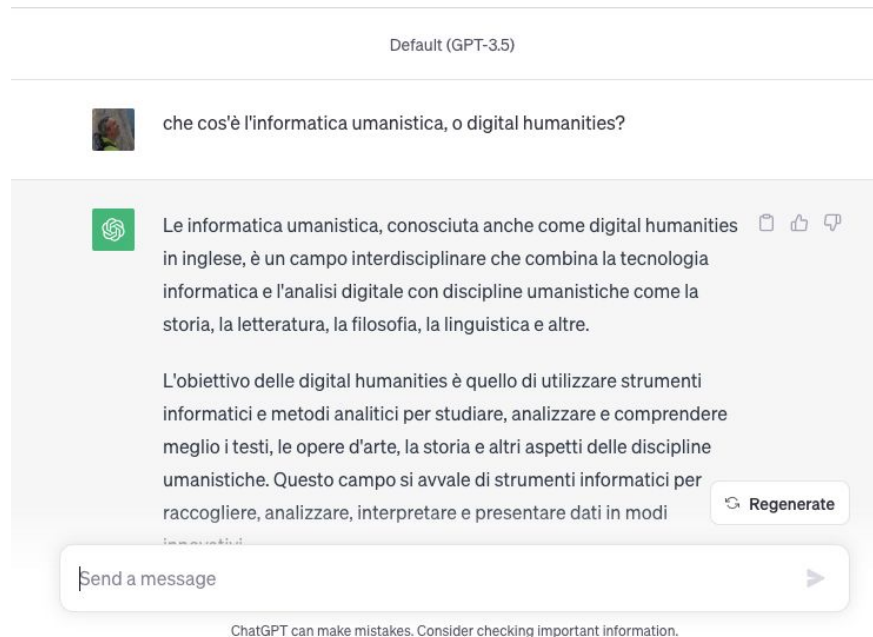 Default (GPT-3.5)
che cos'è l'informatica umanistica, o digital humanities?
Le informatica umanistica, conosciuta anche come digital humanities
in inglese, è un campo interdisciplinare che combina la tecnologia
informatica e l'analisi digitale con discipline umanistiche come la
storia, la letteratura, la filosofia, la linguistica e altre.
L'obiettivo delle digital humanities è quello di utilizzare strumenti
informatici e metodi analitici per studiare, analizzare e comprendere
meglio i testi, le opere d'arte, la storia e altri aspetti delle discipline
umanistiche. Questo campo si avvale di strumenti informatici per
raccogliere, analizzare, interpretare e presentare dati in modi
Regenerate
Send a message
ChatGPT can make mistakes. Consider checking important information.